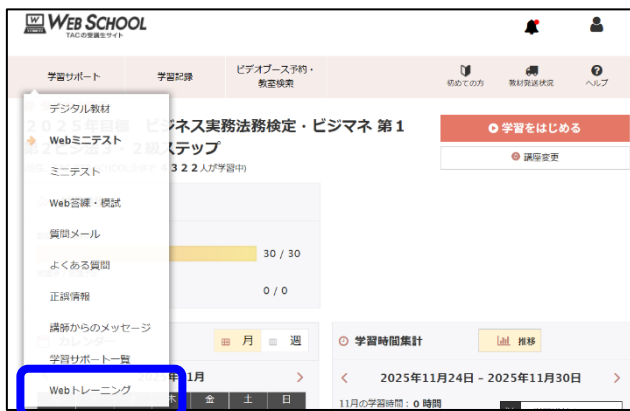 WEB SCHOOL
TACの受講生サイト
学習サポート
学習記録
ビデオブース予約・
教室検索
初めての方
教材発送状況
ヘルプ
デジタル教材
Webミニテスト
ミニテスト
Web答練・模試
質問メール
よくある質問
正誤情報
講師からのメッセージ
学習サポート一覧
Webトレーニング
2025年目標 ビジネス実務法務検定・ビジマネ 第1
2級ステップ
4322人が学習中)
学習をはじめる
講座変更
30 / 30
0 / 0
カレンダー
月
週
1月
木 金 土 日
学習時間集計
推移
2025年11月24日 - 2025年11月30日
11月の学習時間:0 時間